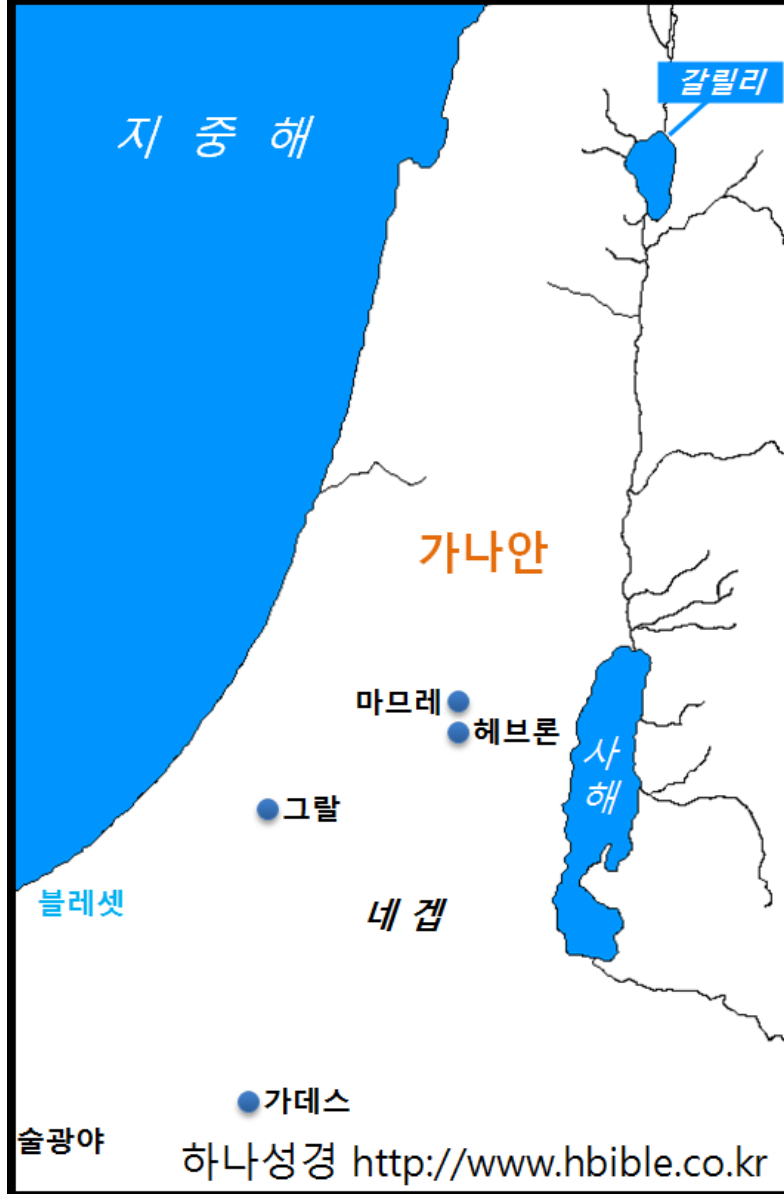 갈릴리
지 중 해
가나안
마므레
헤브론
사
해
그랄
블레셋
네 겝
가데스
술광야
하나성경 http://www.hbible.co.kr